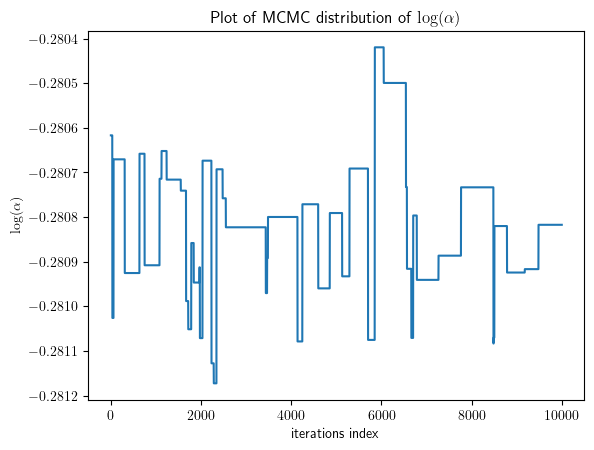 Plot of MCMC distribution of log(α)
log(α)
−0.2804
−0.2805
−0.2806
−0.2807
−0.2808
−0.2809
−0.2810
−0.2811
−0.2812
0 2000 4000 6000 8000 10000
iterations index